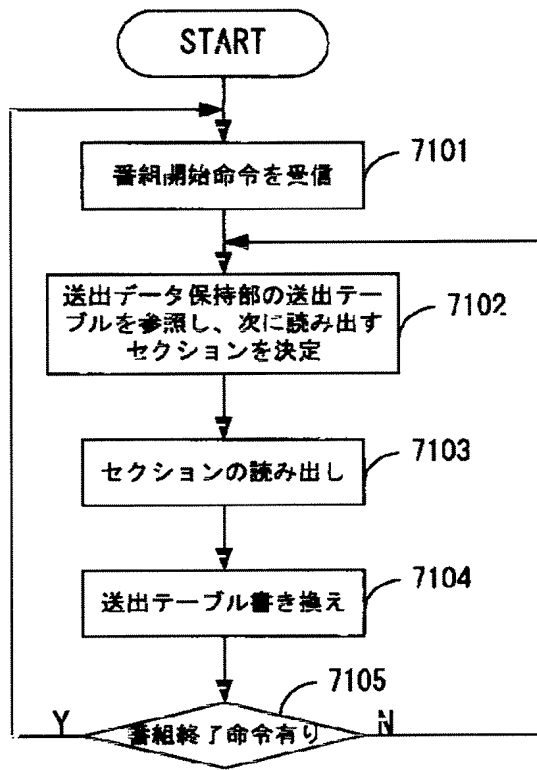 START
番組開始命令を受信
7101
送出データ保持部の送出テー
ブルを参照し、次に読み出す
セクションを決定
7102
セクションの読み出し
7103
送出テーブル書き換え
7104
7105
Y
番組終了命令有り
N